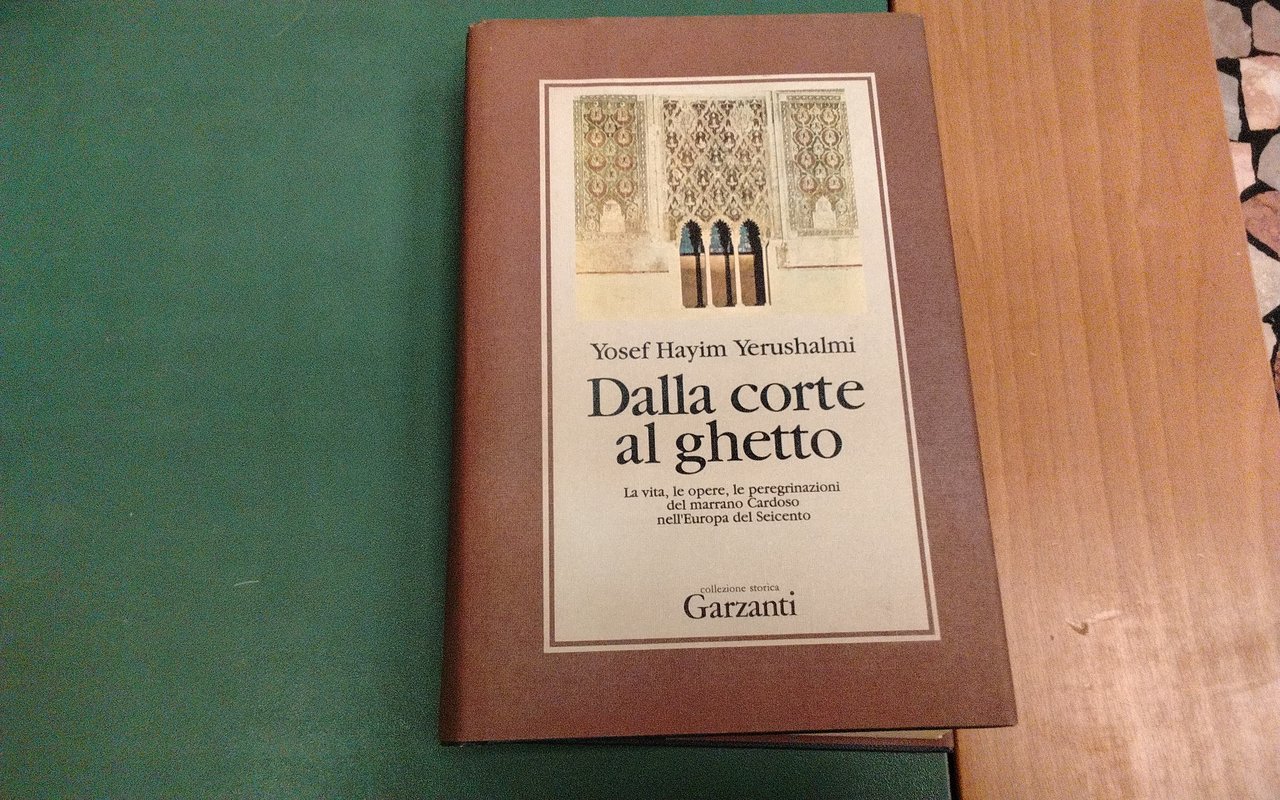 Yosef Hayim Yerushalmi
Dalla corte
al ghetto
La vita, le opere, le peregrinazioni
del marrano Cardoso
nell'Europa del Seicento
collezione storica
Garzanti